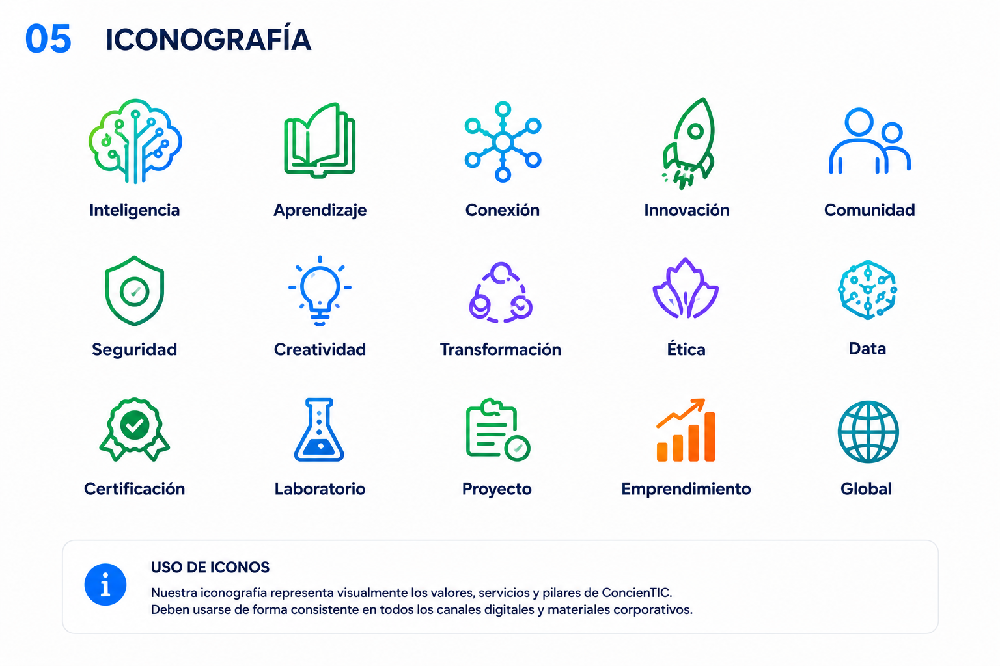 05 ICONOGRAFÍA
Inteligencia
Aprendizaje
Conexión
Innovación
Comunidad
Seguridad
Creatividad
Transformación
Ética
Data
Certificación
Laboratorio
Proyecto
Emprendimiento
Global
USO DE ICONOS
Nuestra iconografía representa visualmente los valores, servicios y pilares de ConcienTIC.
Deben usarse de forma consistente en todos los canales digitales y materiales corporativos.